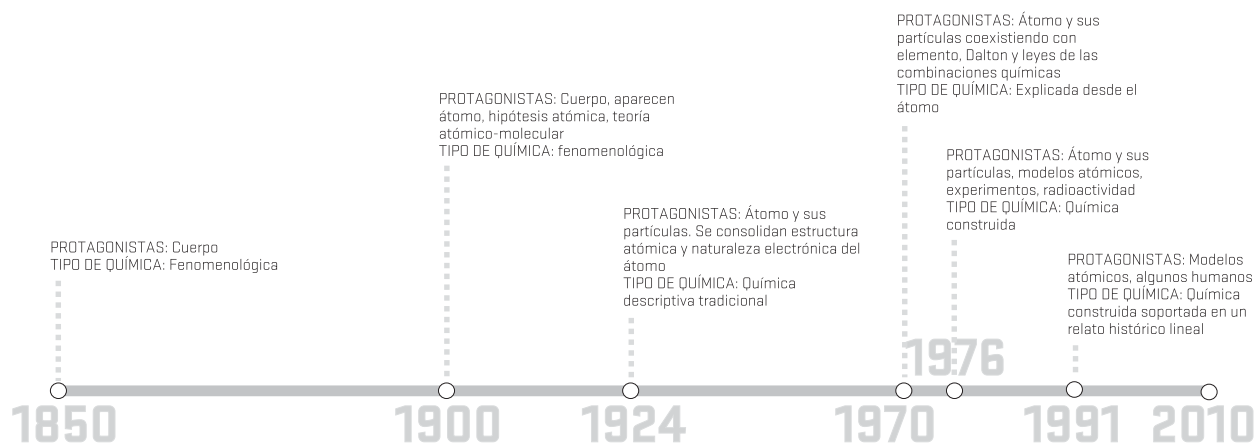 PROTAGONISTAS: Cuerpo
TIPO DE QUÍMICA: Fenomenológica
PROTAGONISTAS: Cuerpo, aparecen
átomo, hipótesis atómica, teoría
atómico-molecular
TIPO DE QUÍMICA: fenomenológica
PROTAGONISTAS: Átomo y sus
partículas. Se consolidan estructura
atómica y naturaleza electrónica del
átomo
TIPO DE QUÍMICA: Química
descriptiva tradicional
PROTAGONISTAS: Átomo y sus
partículas coexistiendo con
elemento, Dalton y leyes de las
combinaciones químicas
TIPO DE QUÍMICA: Explicada desde el
átomo
PROTAGONISTAS: Átomo y sus
partículas, modelos atómicos,
experimentos, radioactividad
TIPO DE QUÍMICA: Química
construida
PROTAGONISTAS: Modelos
atómicos, algunos humanos
TIPO DE QUÍMICA: Química
construida soportada en un
relato histórico lineal
1976
1850 1900 1924 1970 1991 2010